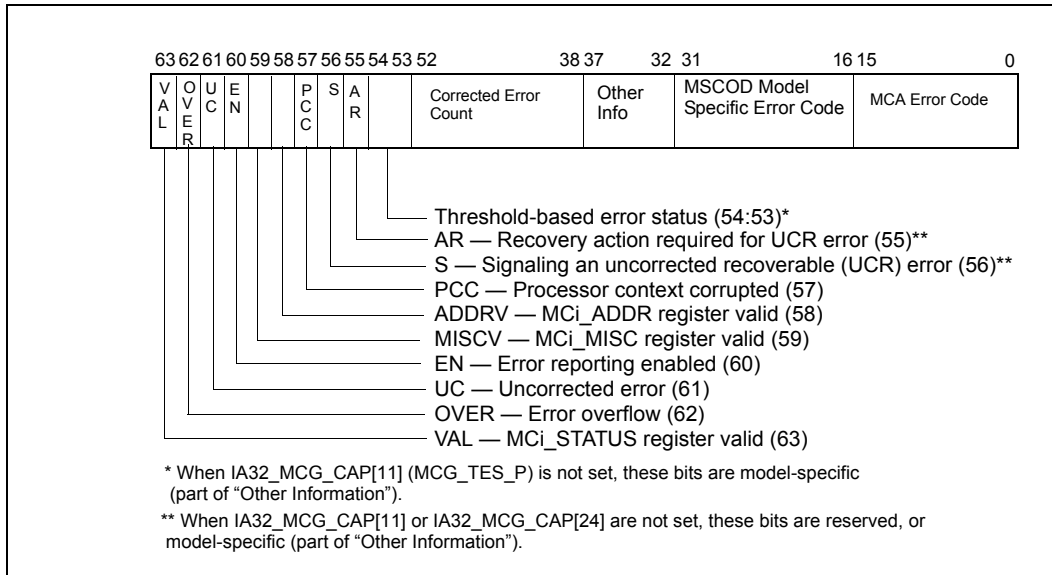 63 62 61 60 59 58 57 56 55 54 53 52 38 37 32 31 16 15 0
VAL
OVER
UC
EN
PCC
S
AR
Corrected Error
Count
Other
Info
MSCOD Model
Specific Error Code
MCA Error Code
Threshold-based error status (54:53)*
AR — Recovery action required for UCR error (55)**
S — Signaling an uncorrected recoverable (UCR) error (56)**
PCC — Processor context corrupted (57)
ADDRV — MCi_ADDR register valid (58)
MISCV — MCi_MISC register valid (59)
EN — Error reporting enabled (60)
UC — Uncorrected error (61)
OVER — Error overflow (62)
VAL — MCi_STATUS register valid (63)
* When IA32_MCG_CAP[11] (MCG_TES_P) is not set, these bits are model-specific
(part of “Other Information”).
** When IA32_MCG_CAP[11] or IA32_MCG_CAP[24] are not set, these bits are reserved, or
model-specific (part of “Other Information”).